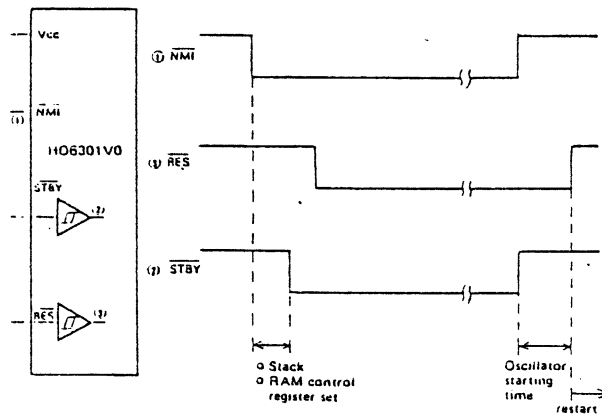 Vcc
(1) NMI
HD6301V0
STBY
(2)
RES
(3)
① NMI
(3) RES
(2) STBY
o Stack
o RAM control
register set
Oscillator
starting
time
restart